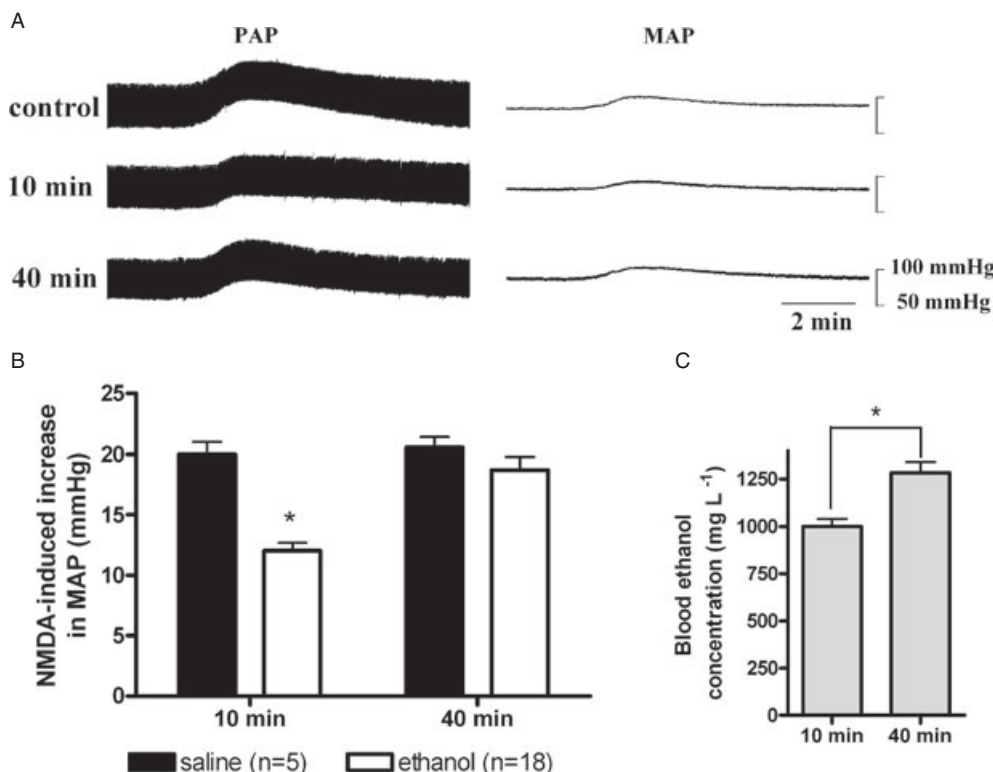 A
PAP
MAP
control
10 min
40 min
100 mmHg
50 mmHg
2 min
B
NMDA-induced increase
in MAP (mmHg)
25
20
15
10
5
0
*
10 min
40 min
saline (n=5)
ethanol (n=18)
C
*
Blood ethanol
concentration (mg L⁻¹)
1250
1000
750
500
250
0
10 min
40 min